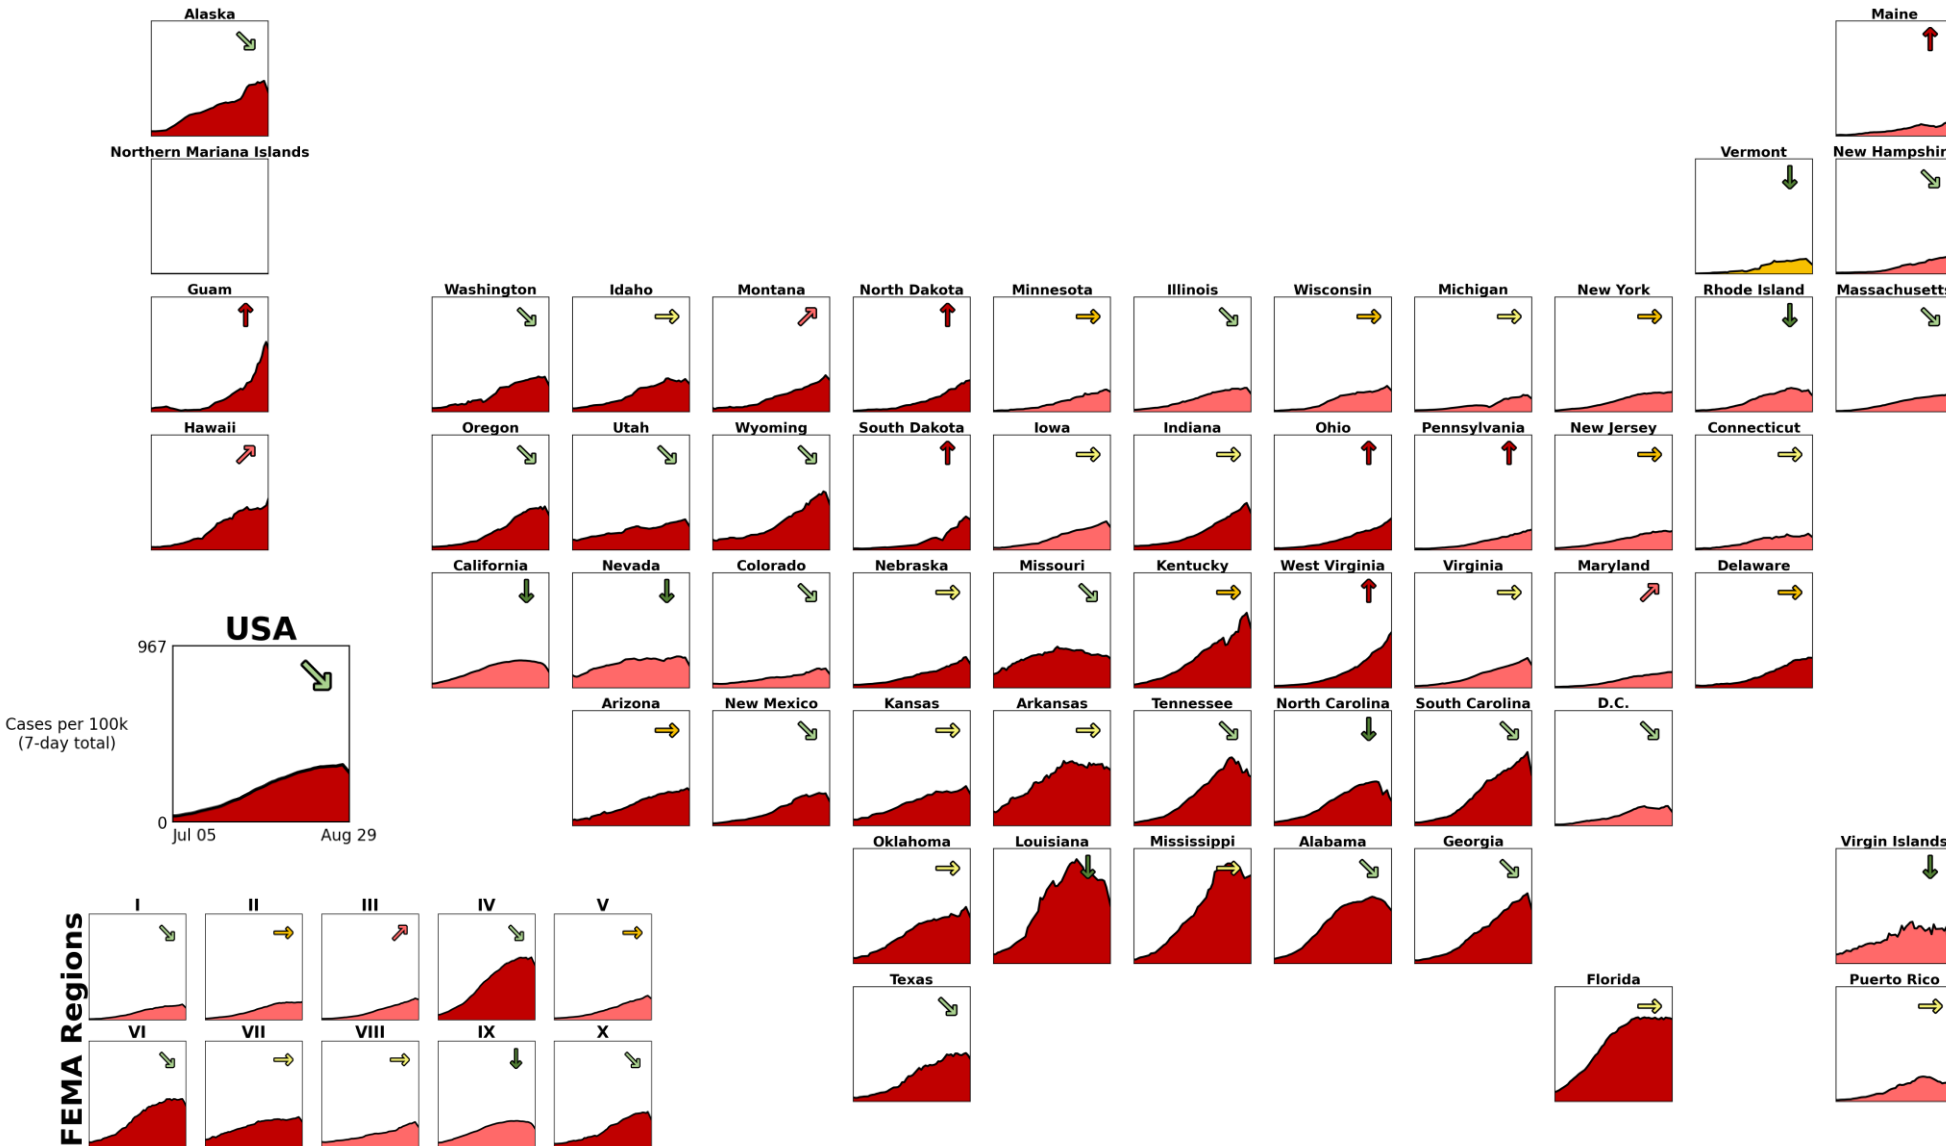 Alaska
Maine
Northern Mariana Islands
Vermont
New Hampshir
Guam
Washington
Idaho
Montana
North Dakota
Minnesota
Illinois
Wisconsin
Michigan
New York
Rhode Island
Massachusetts
Hawaii
Oregon
Utah
Wyoming
South Dakota
Iowa
Indiana
Ohio
Pennsylvania
New Jersey
Connecticut
California
Nevada
Colorado
Nebraska
Missouri
Kentucky
West Virginia
Virginia
Maryland
Delaware
USA
967
Cases per 100k
(7-day total)
0
Jul 05
Aug 29
Arizona
New Mexico
Kansas
Arkansas
Tennessee
North Carolina
South Carolina
D.C.
Oklahoma
Louisiana
Mississippi
Alabama
Georgia
Virgin Islands
Texas
Florida
Puerto Rico
FEMA Regions
I
II
III
IV
V
VI
VII
VIII
IX
X